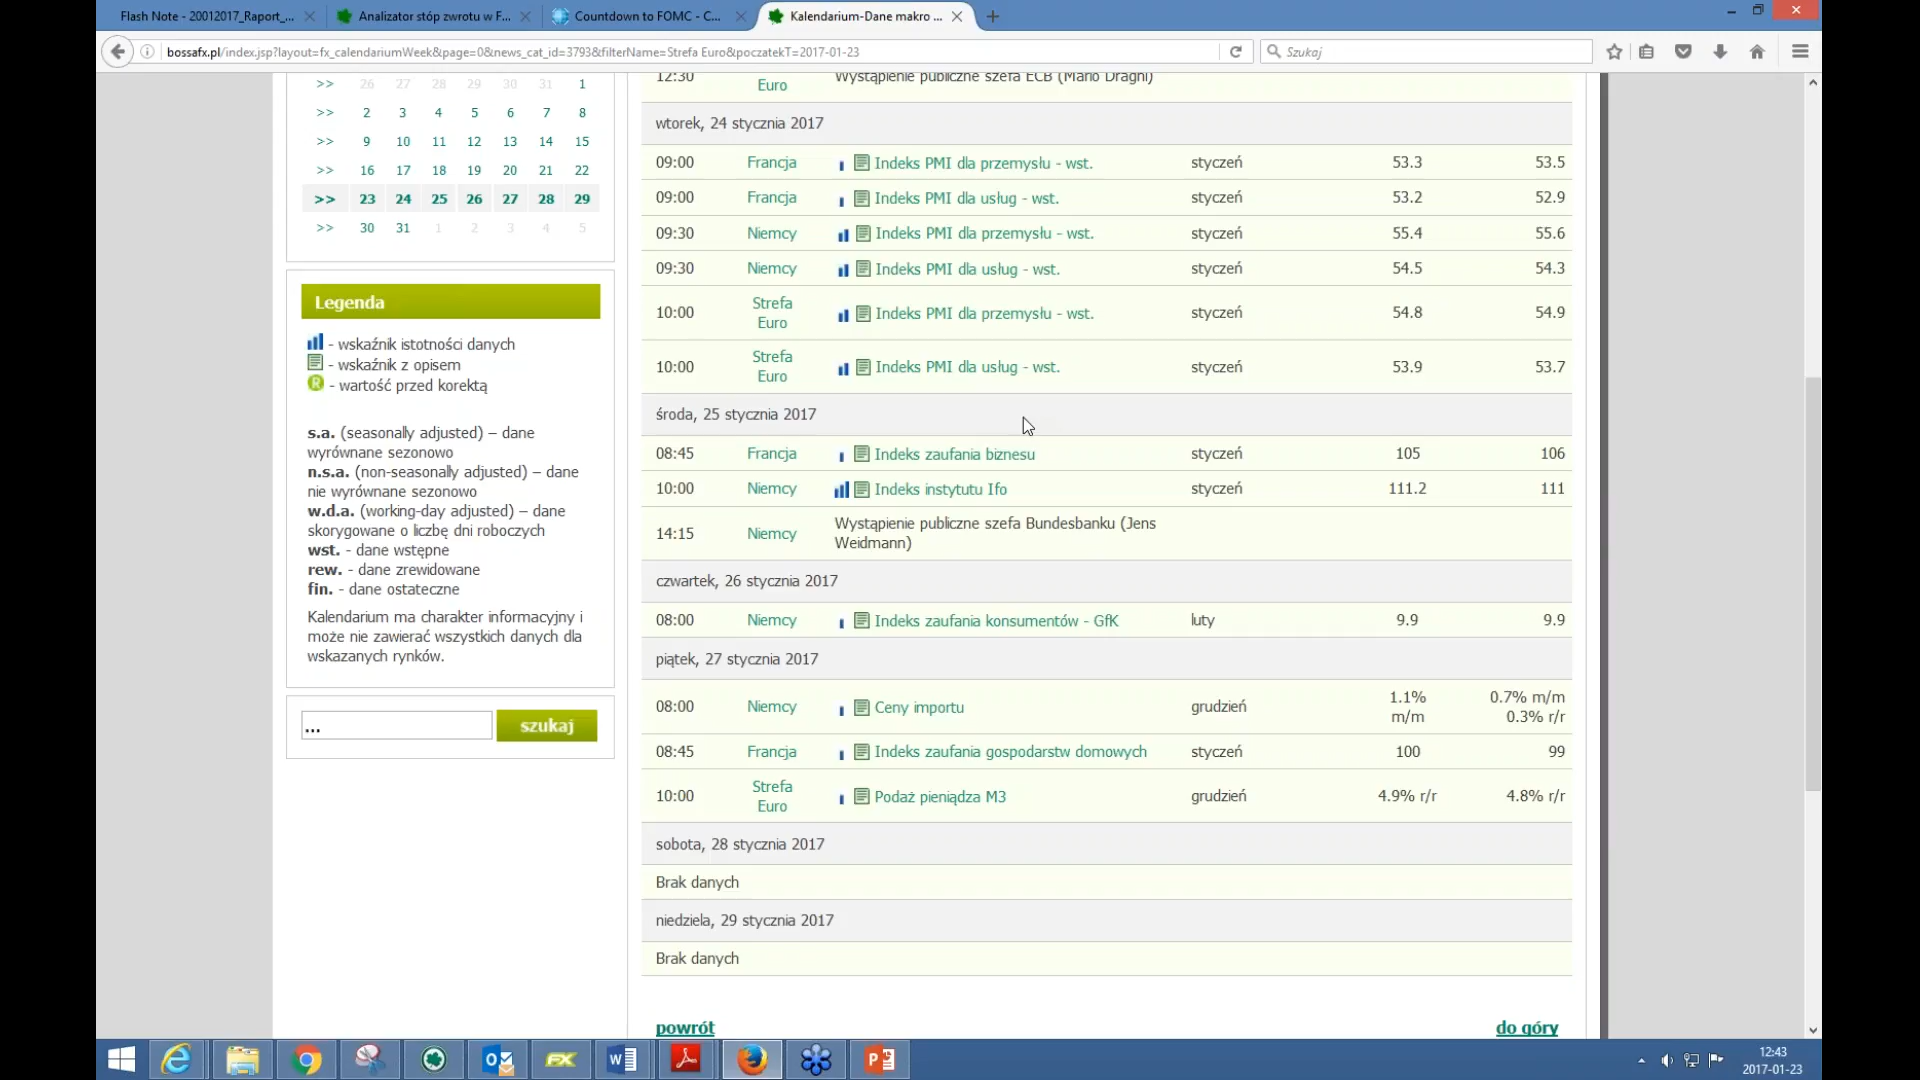 Flash Note - 20012017_Raport_...
Analizator stóp zwrotu w F...
Countdown to FOMC - C...
Kalendarium-Dane makro ...
bossafx.pl/index.jsp?layout=fx_calendariumWeek&page=0&news_cat_id=3793&filterName=Strefa Euro&poczatekT=2017-01-23
Szukaj
>> 26 27 28 29 30 31 1
>> 2 3 4 5 6 7 8
>> 9 10 11 12 13 14 15
>> 16 17 18 19 20 21 22
>> 23 24 25 26 27 28 29
>> 30 31 1 2 3 4 5
Legenda
- wskaźnik istotności danych
- wskaźnik z opisem
R - wartość przed korektą
s.a. (seasonally adjusted) – dane
wyrównane sezonowo
n.s.a. (non-seasonally adjusted) – dane
nie wyrównane sezonowo
w.d.a. (working-day adjusted) – dane
skorygowane o liczbę dni roboczych
wst. - dane wstępne
rew. - dane zrewidowane
fin. - dane ostateczne
Kalendarium ma charakter informacyjny i
może nie zawierać wszystkich danych dla
wskazanych rynków.
...
szukaj
12:30 Euro Wystąpienie publiczne szefa ECB (Mario Draghi)
wtorek, 24 stycznia 2017
09:00 Francja Indeks PMI dla przemysłu - wst. styczeń 53.3 53.5
09:00 Francja Indeks PMI dla usług - wst. styczeń 53.2 52.9
09:30 Niemcy Indeks PMI dla przemysłu - wst. styczeń 55.4 55.6
09:30 Niemcy Indeks PMI dla usług - wst. styczeń 54.5 54.3
10:00 Strefa Euro Indeks PMI dla przemysłu - wst. styczeń 54.8 54.9
10:00 Strefa Euro Indeks PMI dla usług - wst. styczeń 53.9 53.7
środa, 25 stycznia 2017
08:45 Francja Indeks zaufania biznesu styczeń 105 106
10:00 Niemcy Indeks instytutu Ifo styczeń 111.2 111
14:15 Niemcy Wystąpienie publiczne szefa Bundesbanku (Jens
Weidmann)
czwartek, 26 stycznia 2017
08:00 Niemcy Indeks zaufania konsumentów - GfK luty 9.9 9.9
piątek, 27 stycznia 2017
08:00 Niemcy Ceny importu grudzień 1.1% m/m 0.7% m/m
0.3% r/r
08:45 Francja Indeks zaufania gospodarstw domowych styczeń 100 99
10:00 Strefa Euro Podaż pieniądza M3 grudzień 4.9% r/r 4.8% r/r
sobota, 28 stycznia 2017
Brak danych
niedziela, 29 stycznia 2017
Brak danych
powrót
do góry
FX
12:43
2017-01-23